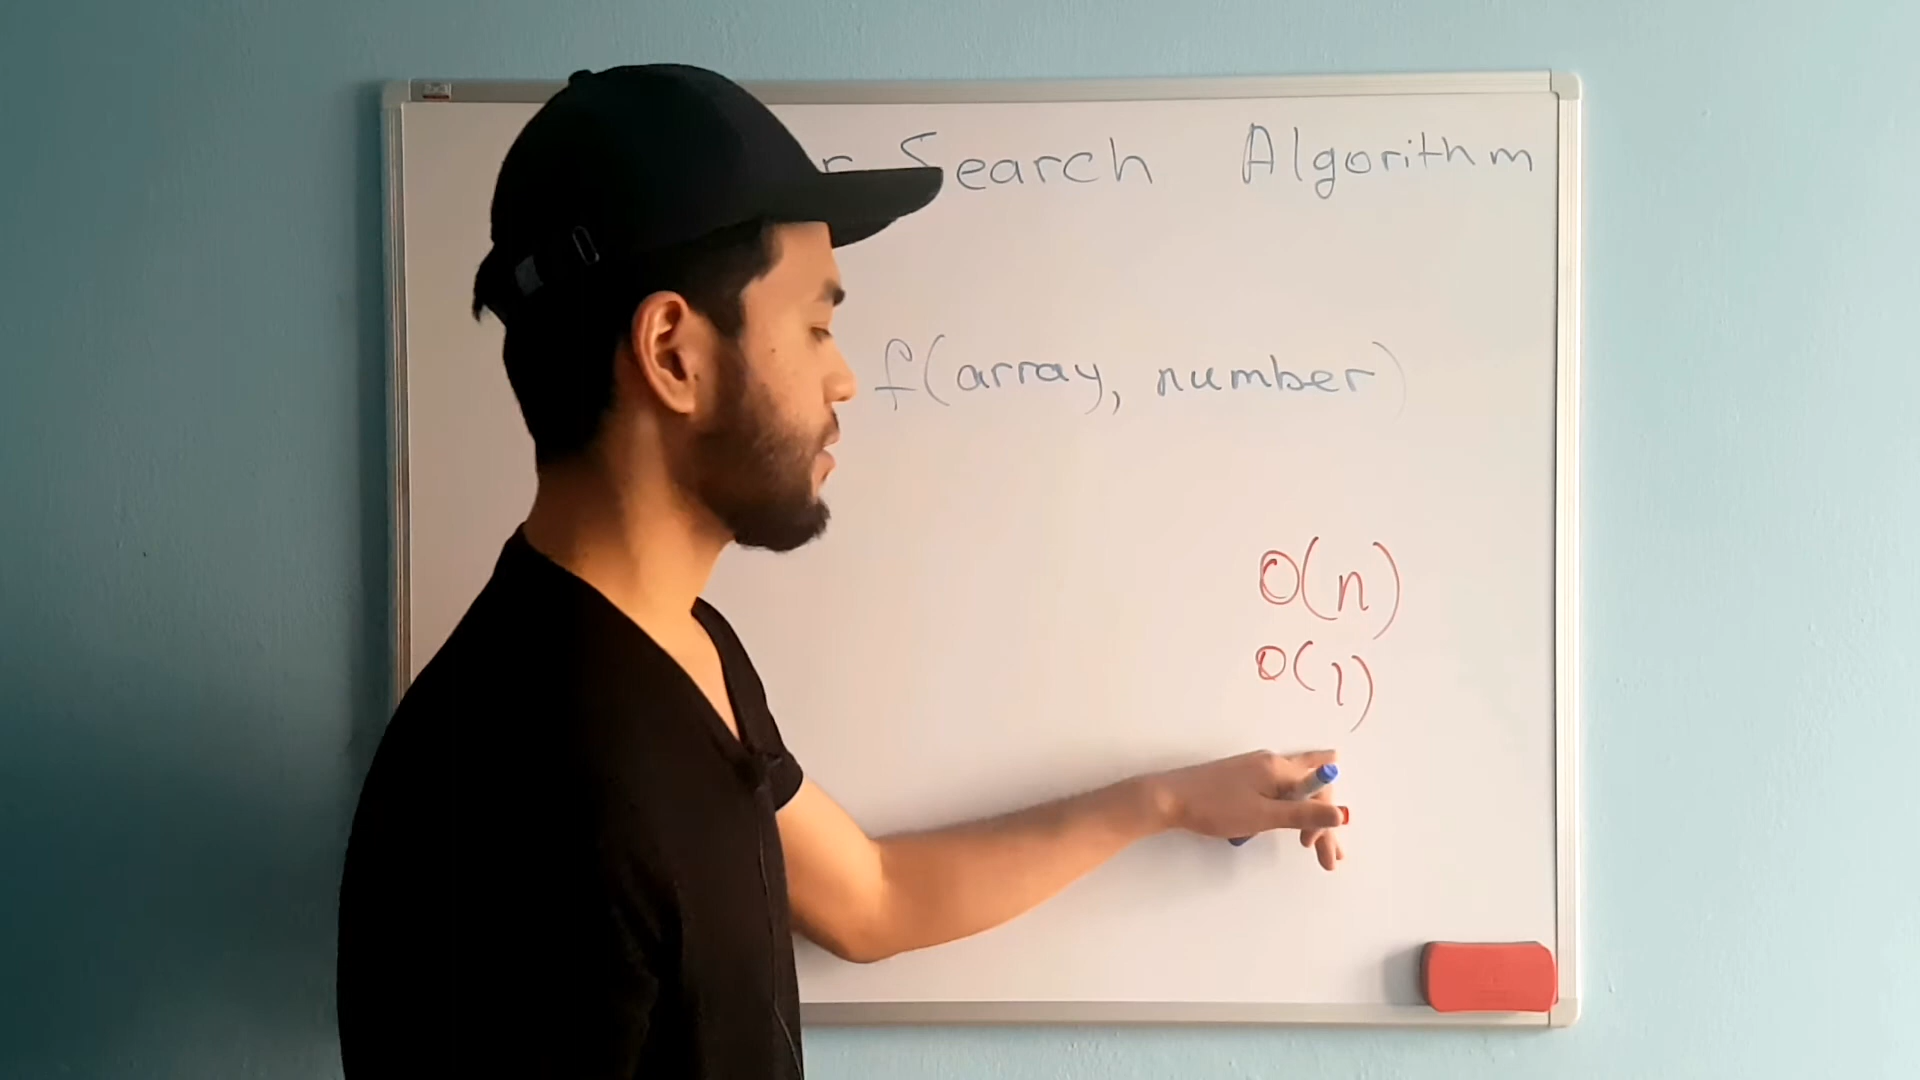 r Search Algorithm
f(array, number)
O(n)
O(1)